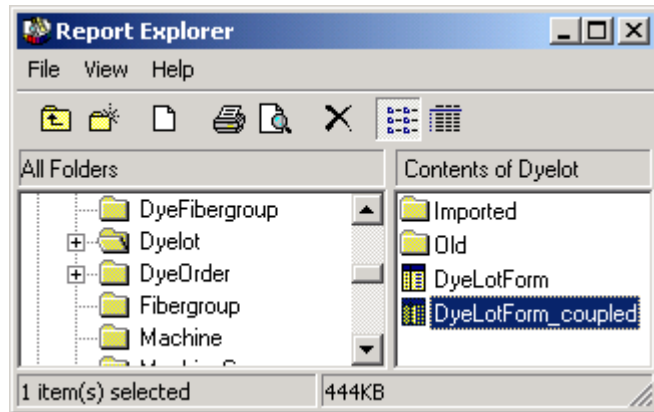 Report Explorer
File View Help
All Folders
Contents of Dyelot
DyeFibergroup
Dyelot
DyeOrder
Fibergroup
Machine
Imported
Old
DyeLotForm
DyeLotForm_coupled
1 item(s) selected
444KB